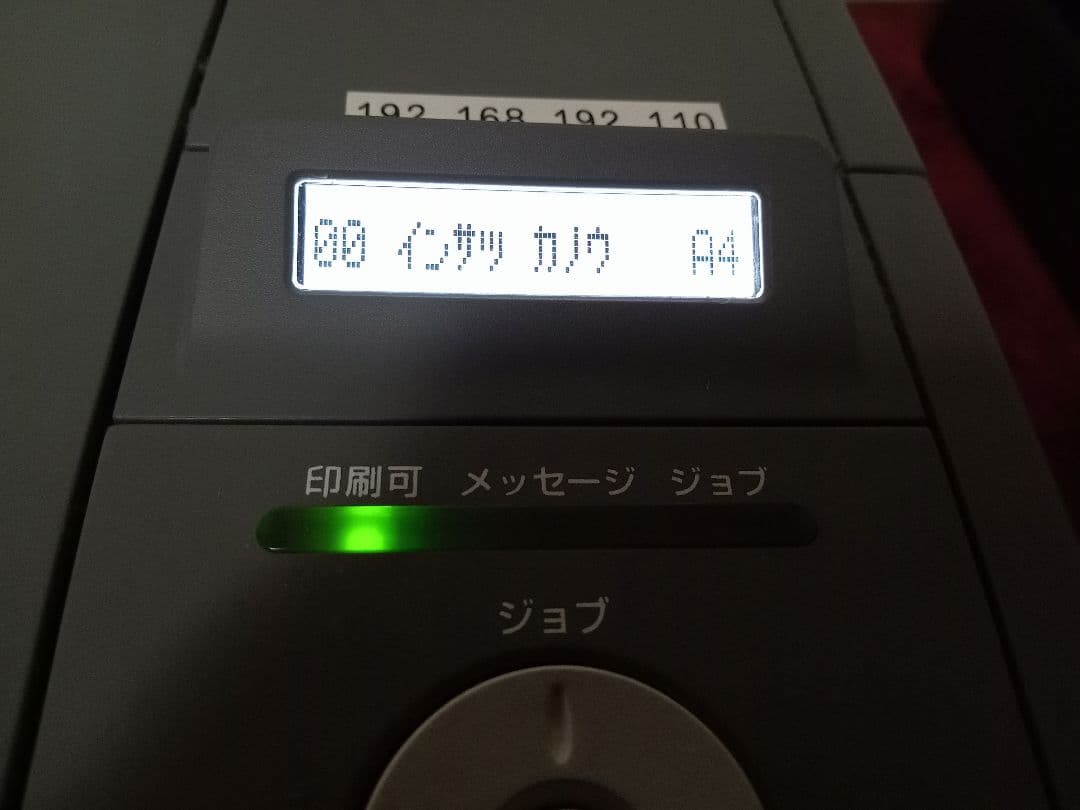 192.168.192.110
00 インサツ カノウ A4
印刷可 メッセージ ジョブ
ジョブ